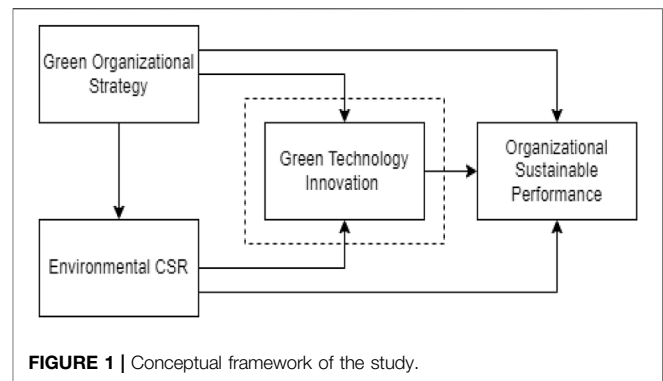 Green Organizational
Strategy
Green Technology
Innovation
Organizational
Sustainable
Performance
Environmental CSR
FIGURE 1 | Conceptual framework of the study.